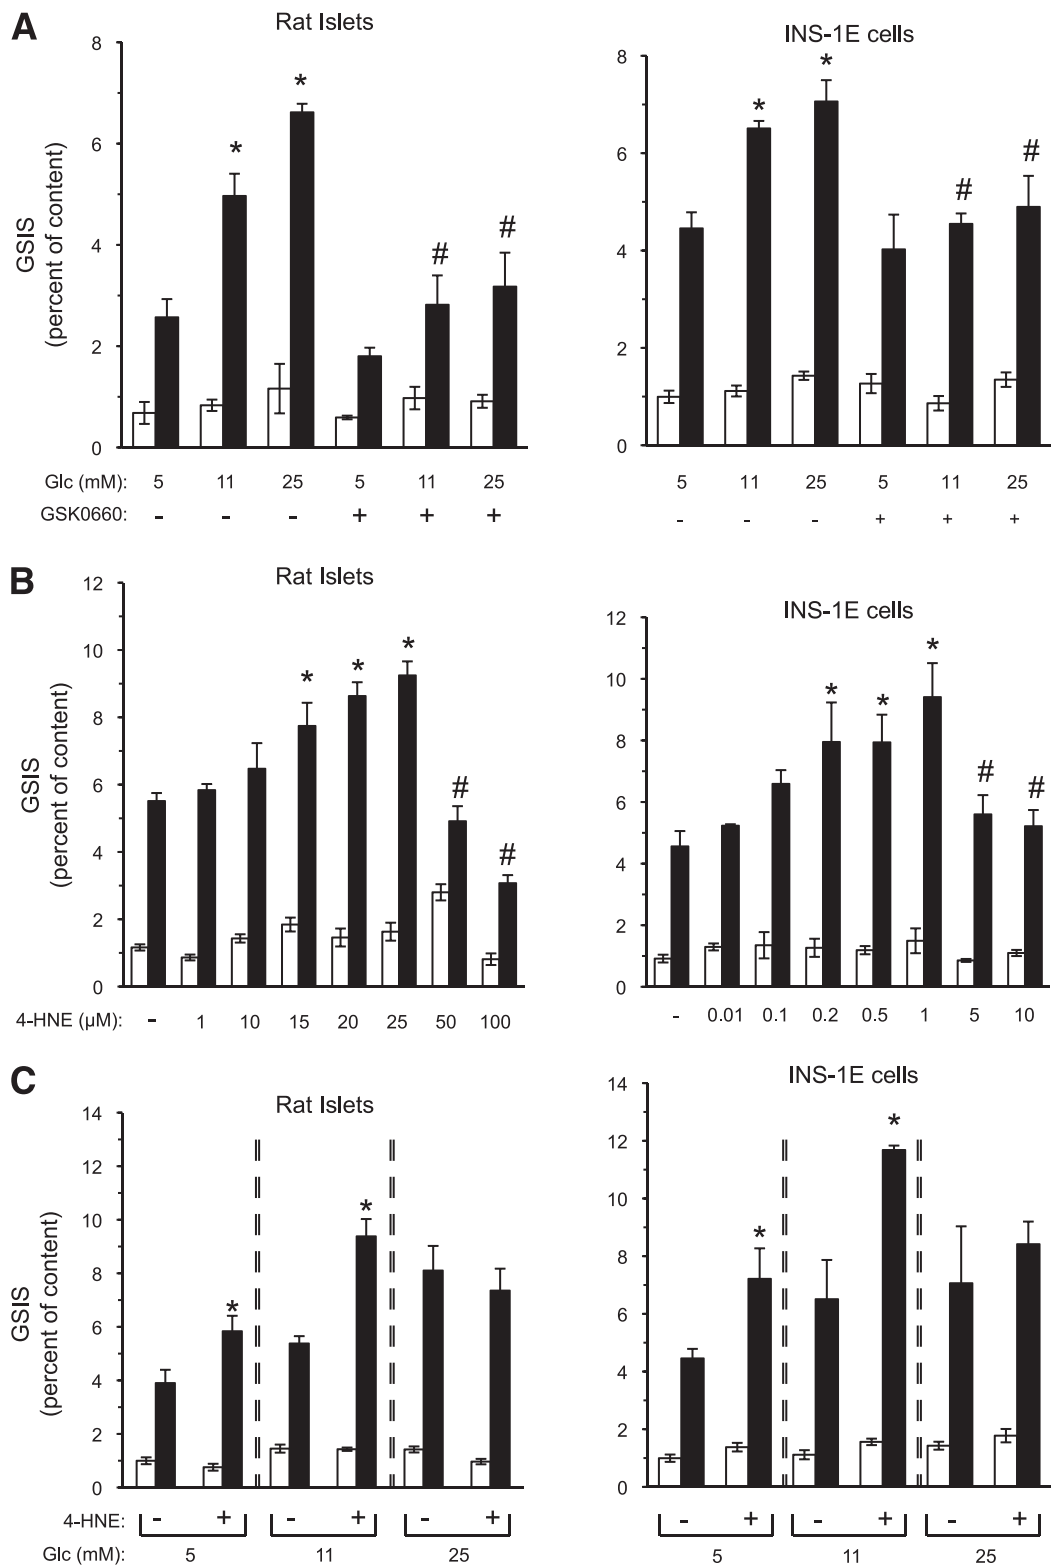 A
Rat Islets
INS-1E cells
GSIS
(percent of content)
8
6
4
2
0
8
6
4
2
0
*
*
#
#
*
*
#
#
Glc (mM): 5 11 25 5 11 25
5 11 25 5 11 25
GSK0660: - - - + + +
- - - + + +
B
Rat Islets
INS-1E cells
GSIS
(percent of content)
12
10
8
6
4
2
0
12
10
8
6
4
2
0
*
*
*
#
#
*
*
*
#
#
4-HNE (µM): - 1 10 15 20 25 50 100
- 0.01 0.1 0.2 0.5 1 5 10
C
Rat Islets
INS-1E cells
GSIS
(percent of content)
14
12
10
8
6
4
2
0
14
12
10
8
6
4
2
0
*
*
*
*
4-HNE: - + - + - +
- + - + - +
Glc (mM): 5 11 25
5 11 25